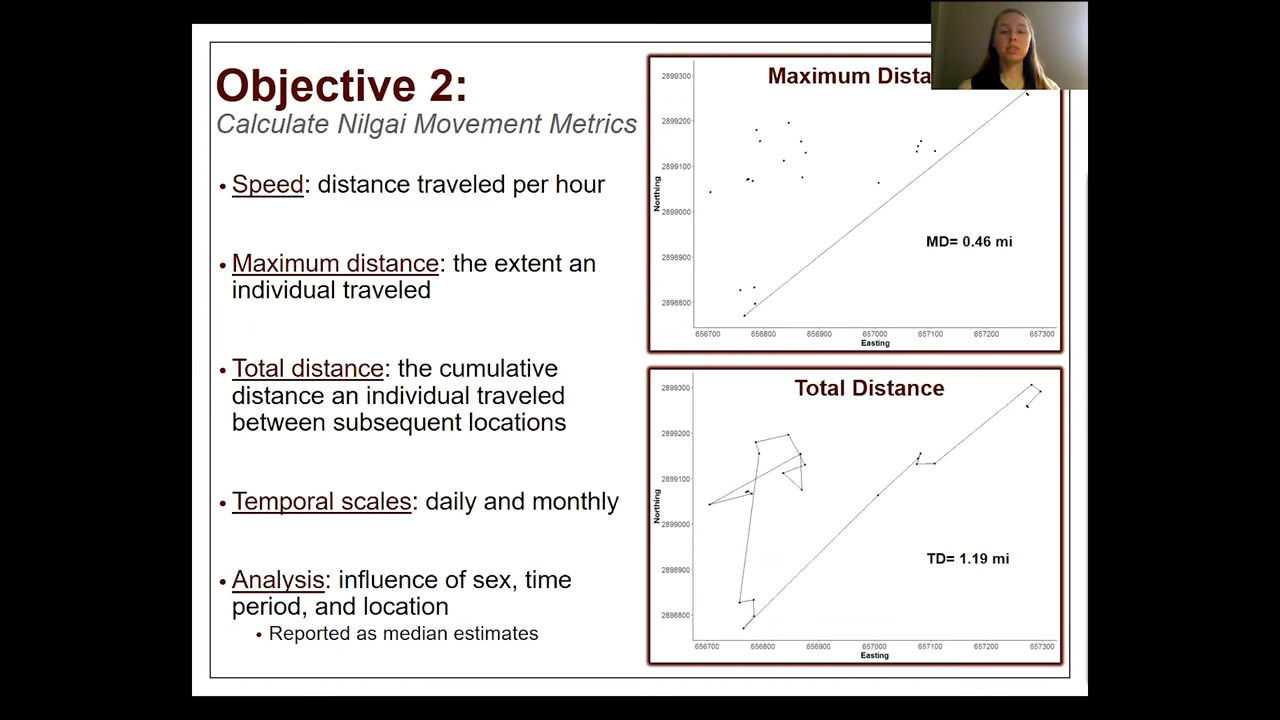 Objective 2:
Calculate Nilgai Movement Metrics
• Speed: distance traveled per hour
• Maximum distance: the extent an
individual traveled
• Total distance: the cumulative
distance an individual traveled
between subsequent locations
• Temporal scales: daily and monthly
• Analysis: influence of sex, time
period, and location
• Reported as median estimates
Maximum Dista
2899300
2899200
2899100
2899000
2898900
2898800
Northing
MD= 0.46 mi
656700 656800 656900 657000 657100 657200 657300
Easting
Total Distance
2899300
2899200
2899100
2899000
2898900
2898800
Northing
TD= 1.19 mi
656700 656800 656900 657000 657100 657200 657300
Easting